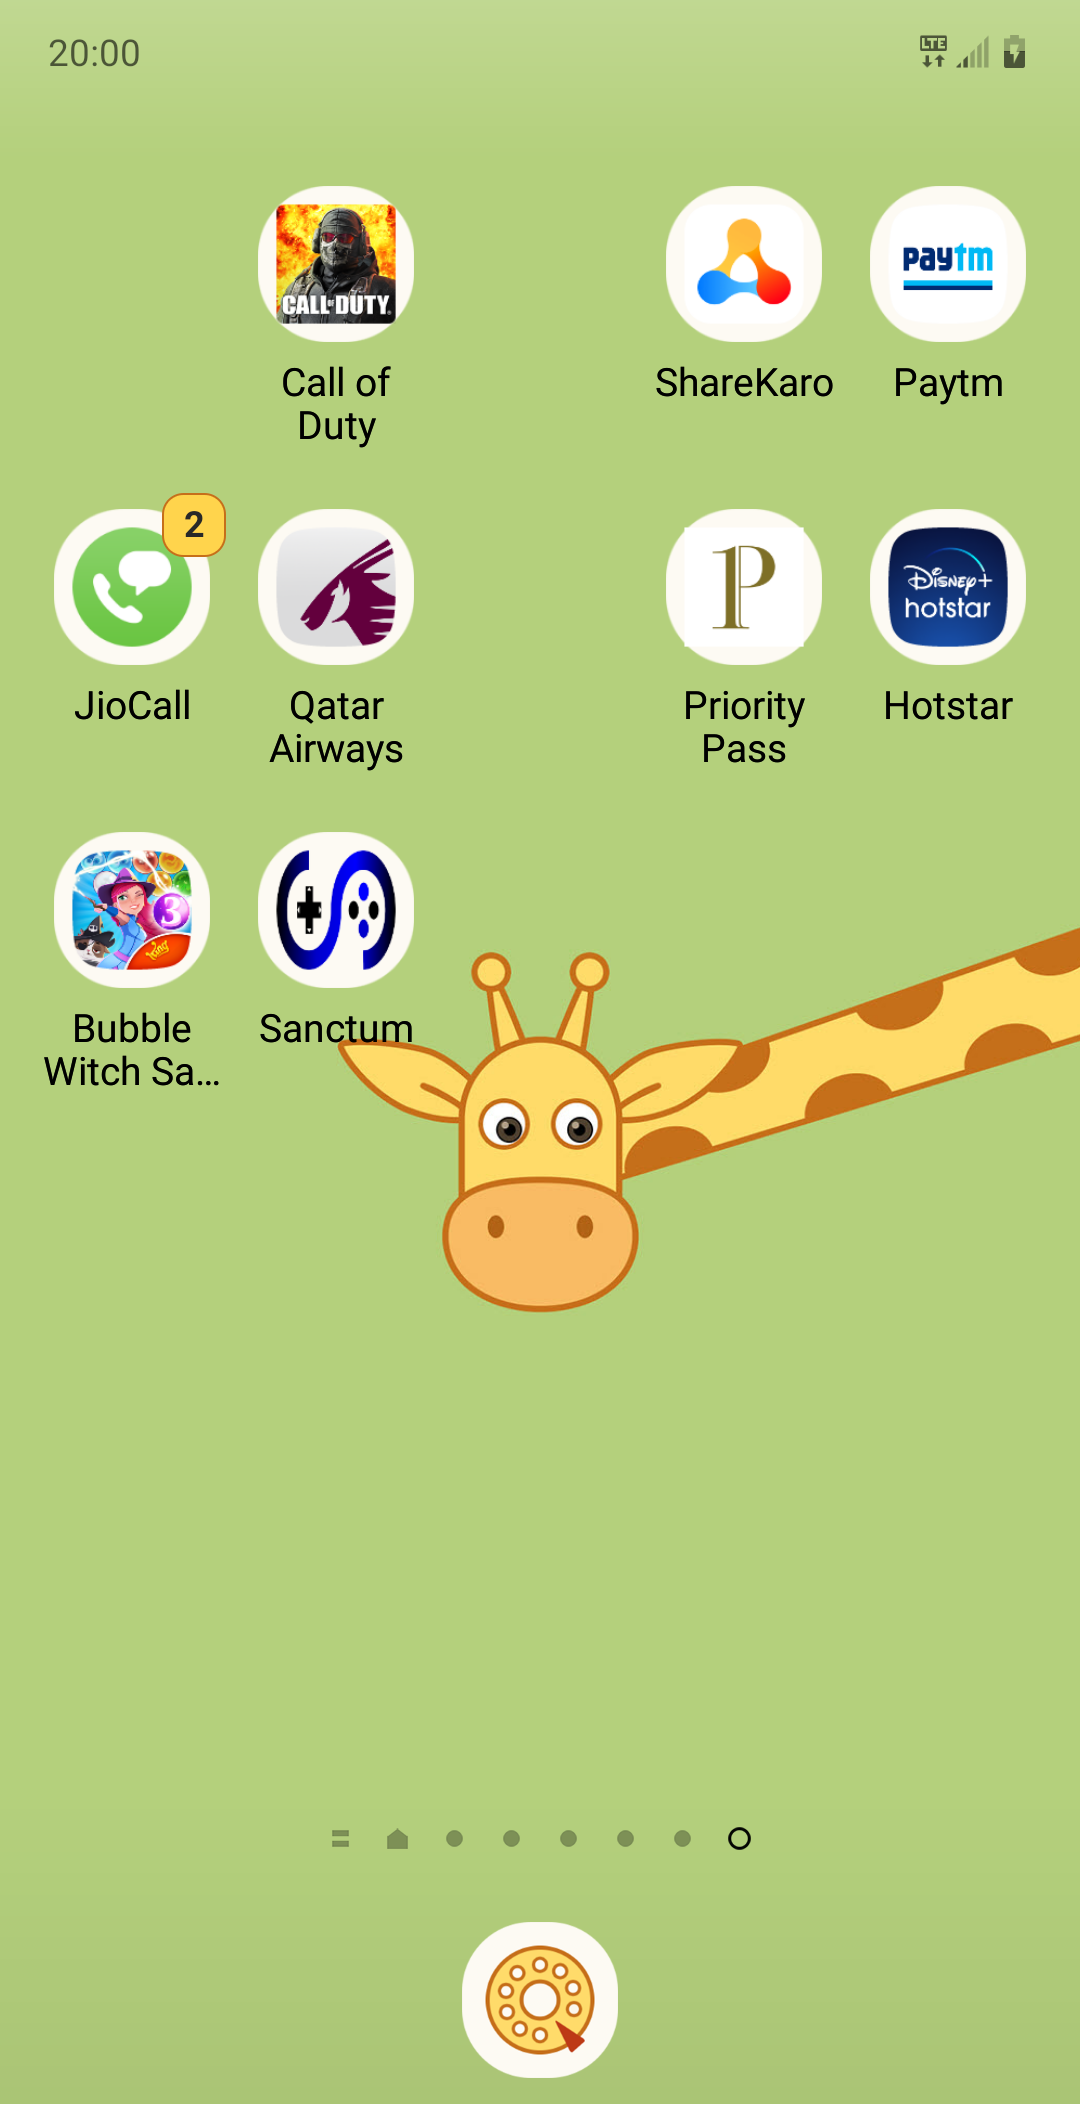 20:00
LTE
CALL OF DUTY
paytm
Call of
Duty
ShareKaro
Paytm
2
P
Disney+
hotstar
JioCall
Qatar
Airways
Priority
Pass
Hotstar
3
King
Bubble
Witch Sa...
Sanctum